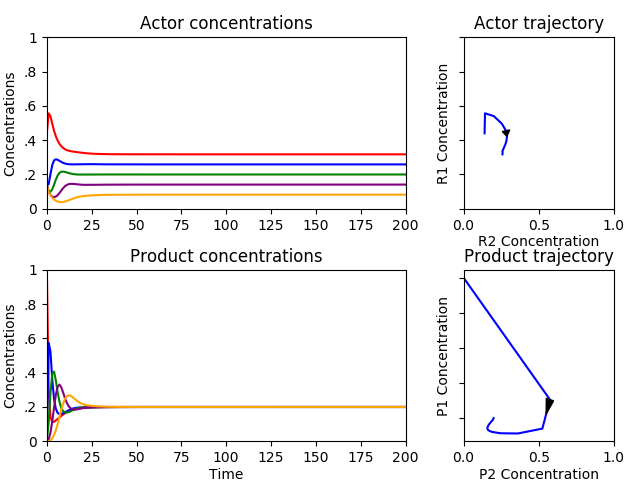 Actor concentrations
Concentrations
1
.8
.6
.4
.2
0
0 25 50 75 100 125 150 175 200
Actor trajectory
R1 Concentration
0.0 0.5 1.0
R2 Concentration
Product concentrations
Concentrations
1
.8
.6
.4
.2
0
0 25 50 75 100 125 150 175 200
Time
Product trajectory
P1 Concentration
0.0 0.5 1.0
P2 Concentration